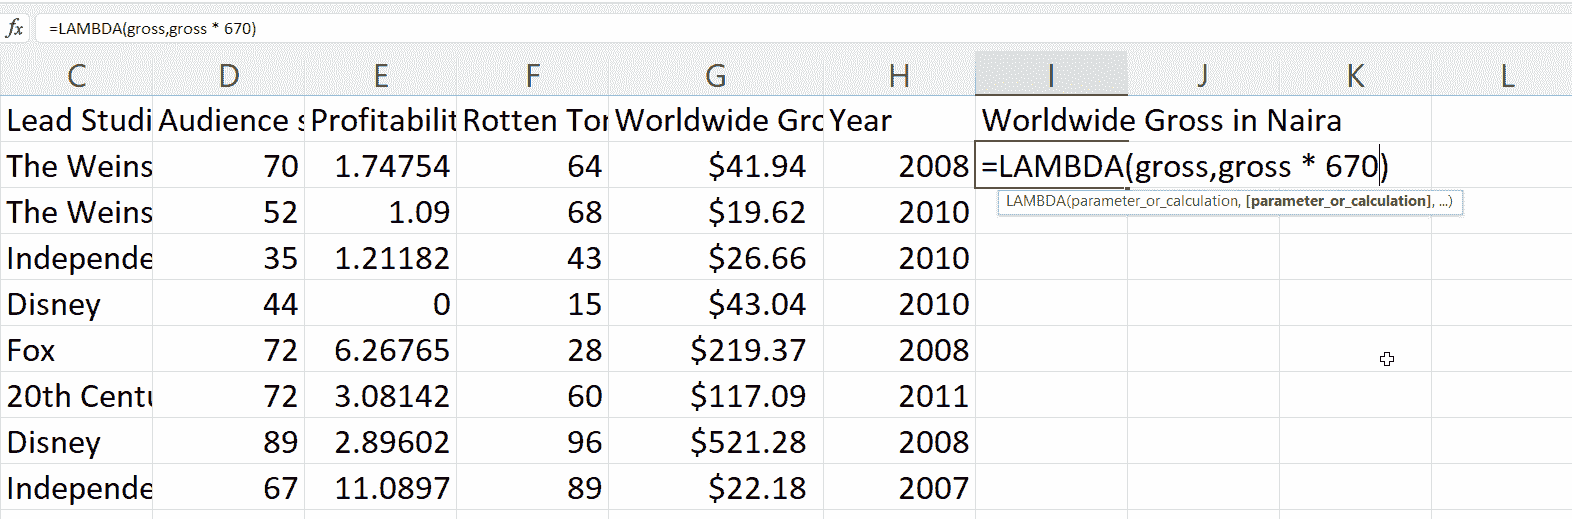 fx =LAMBDA(gross,gross * 670)
C D E F G H I J K L
Lead Studi Audience s Profitabilit Rotten Tor Worldwide Grc Year Worldwide Gross in Naira
The Weins 70 1.74754 64 $41.94 2008 =LAMBDA(gross,gross * 670)
LAMBDA(parameter_or_calculation, [parameter_or_calculation], ...)
The Weins 52 1.09 68 $19.62 2010
Independe 35 1.21182 43 $26.66 2010
Disney 44 0 15 $43.04 2010
Fox 72 6.26765 28 $219.37 2008
20th Centu 72 3.08142 60 $117.09 2011
Disney 89 2.89602 96 $521.28 2008
Independe 67 11.0897 89 $22.18 2007